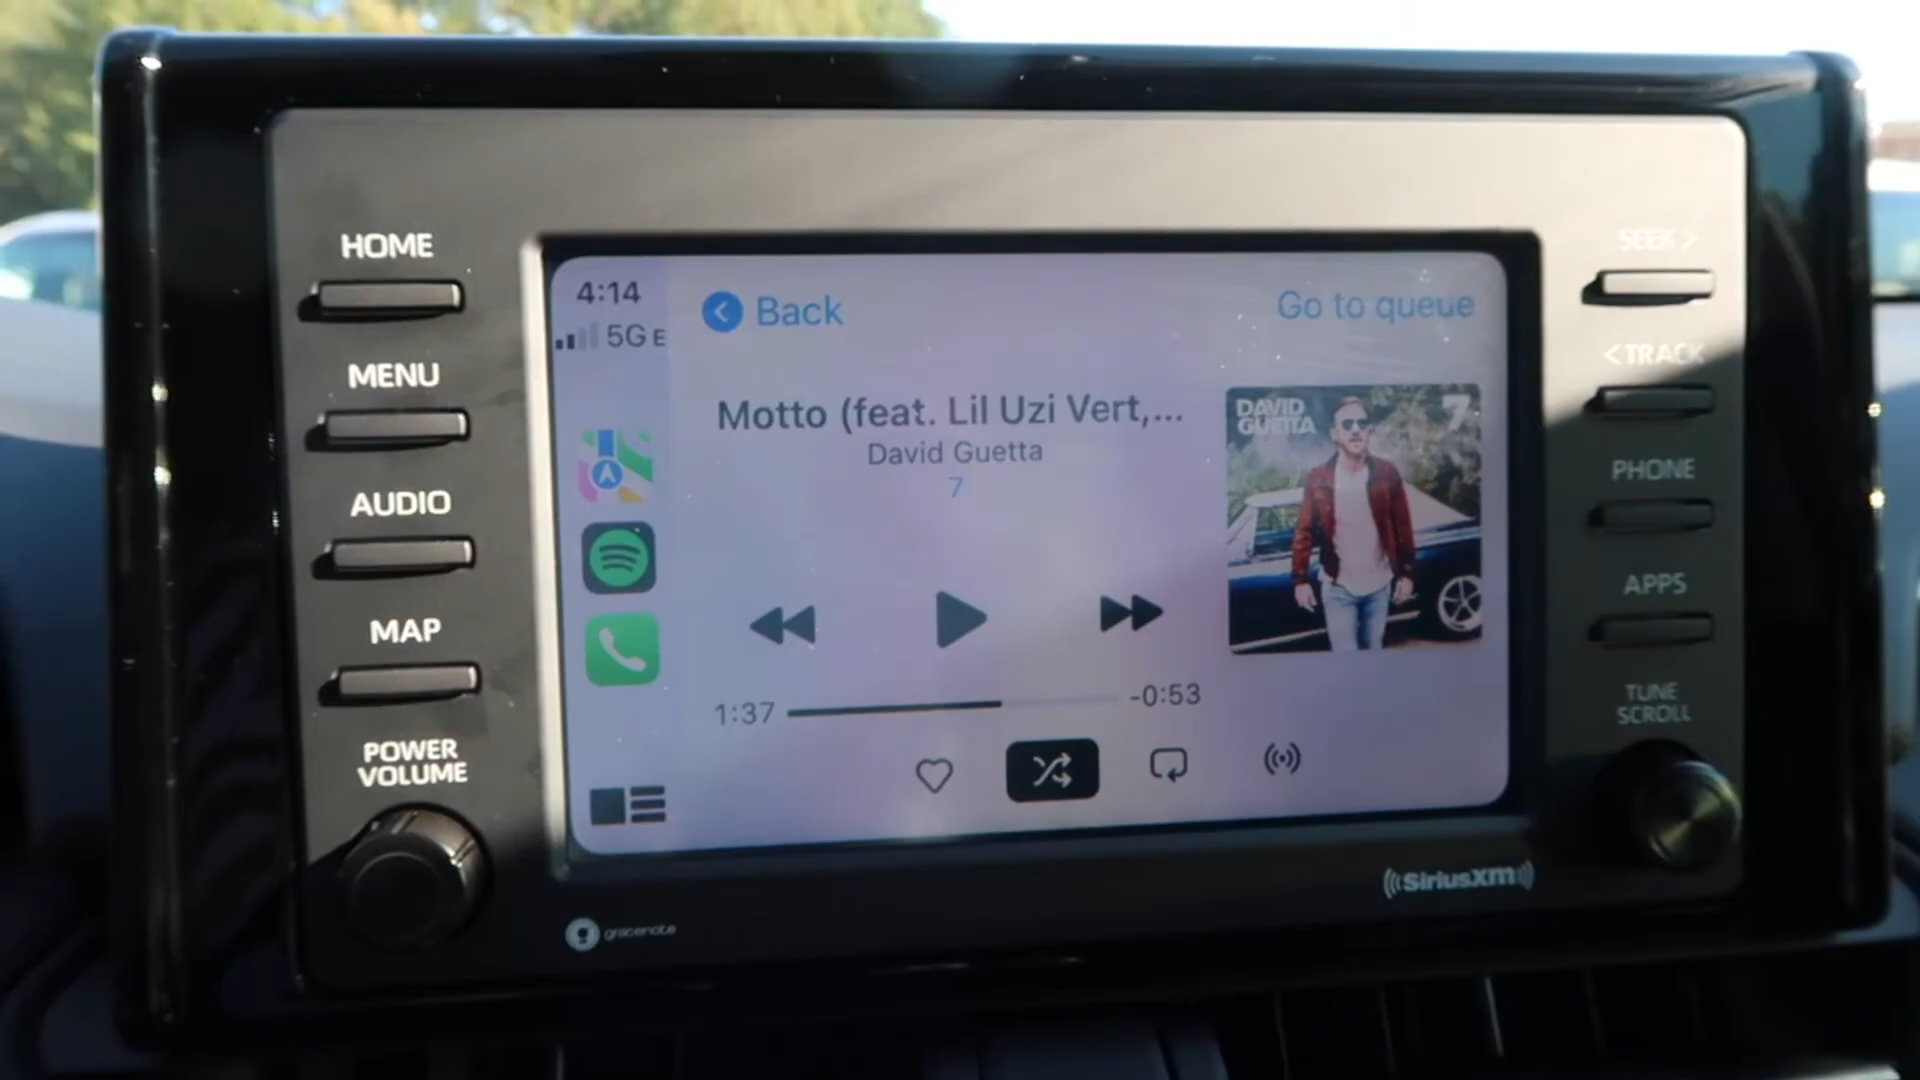 HOME
MENU
AUDIO
MAP
POWER
VOLUME
4:14
5G E
Back
Go to queue
Motto (feat. Lil Uzi Vert,...
David Guetta
7
DAVID
GUETTA
7
1:37
-0:53
SEEK >
< TRACK
PHONE
APPS
TUNE
SCROLL
gracenote
((SiriusXM))